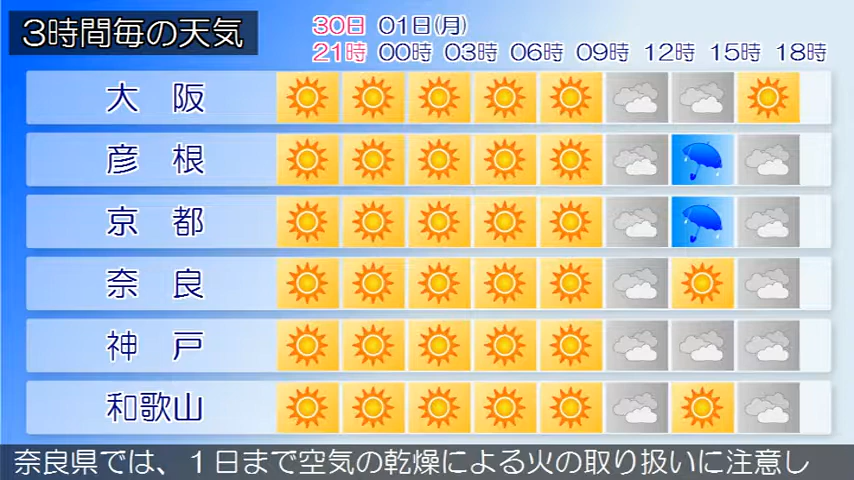 3時間毎の天気
30日 01日(月)
21時 00時 03時 06時 09時 12時 15時 18時
大阪
彦根
京都
奈良
神戸
和歌山
奈良県では、１日まで空気の乾燥による火の取り扱いに注意し